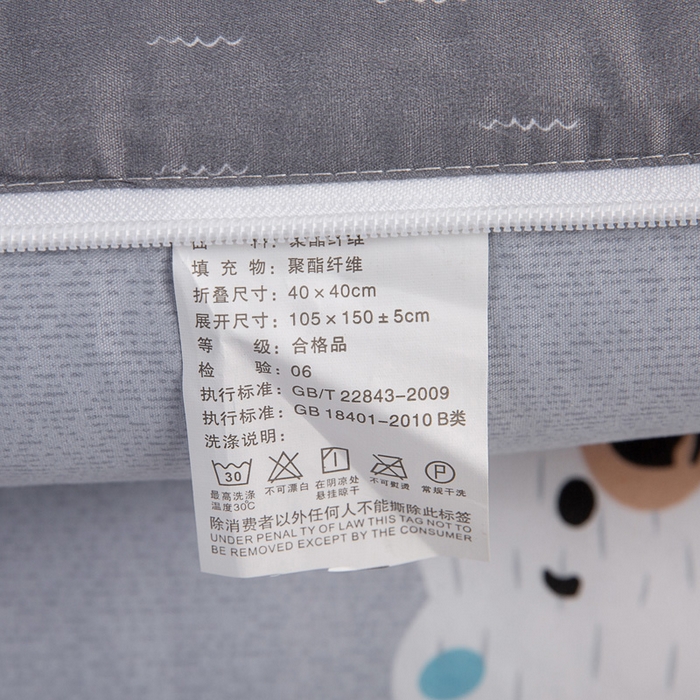 填 充 物：聚酯纤维
折叠尺寸：40×40cm
展开尺寸：105×150±5cm
等 级：合格品
检 验：06
执行标准：GB/T 22843-2009
执行标准：GB 18401-2010 B类
洗涤说明：
30
P
最高洗涤 不可漂白 在阴凉处 不可熨烫 常规干洗
温度30℃ 悬挂晾干
除消费者以外任何人不能撕除此标签
UNDER PENALTY OF LAW THIS TAG NOT TO
BE REMOVED EXCEPT BY THE CONSUMER